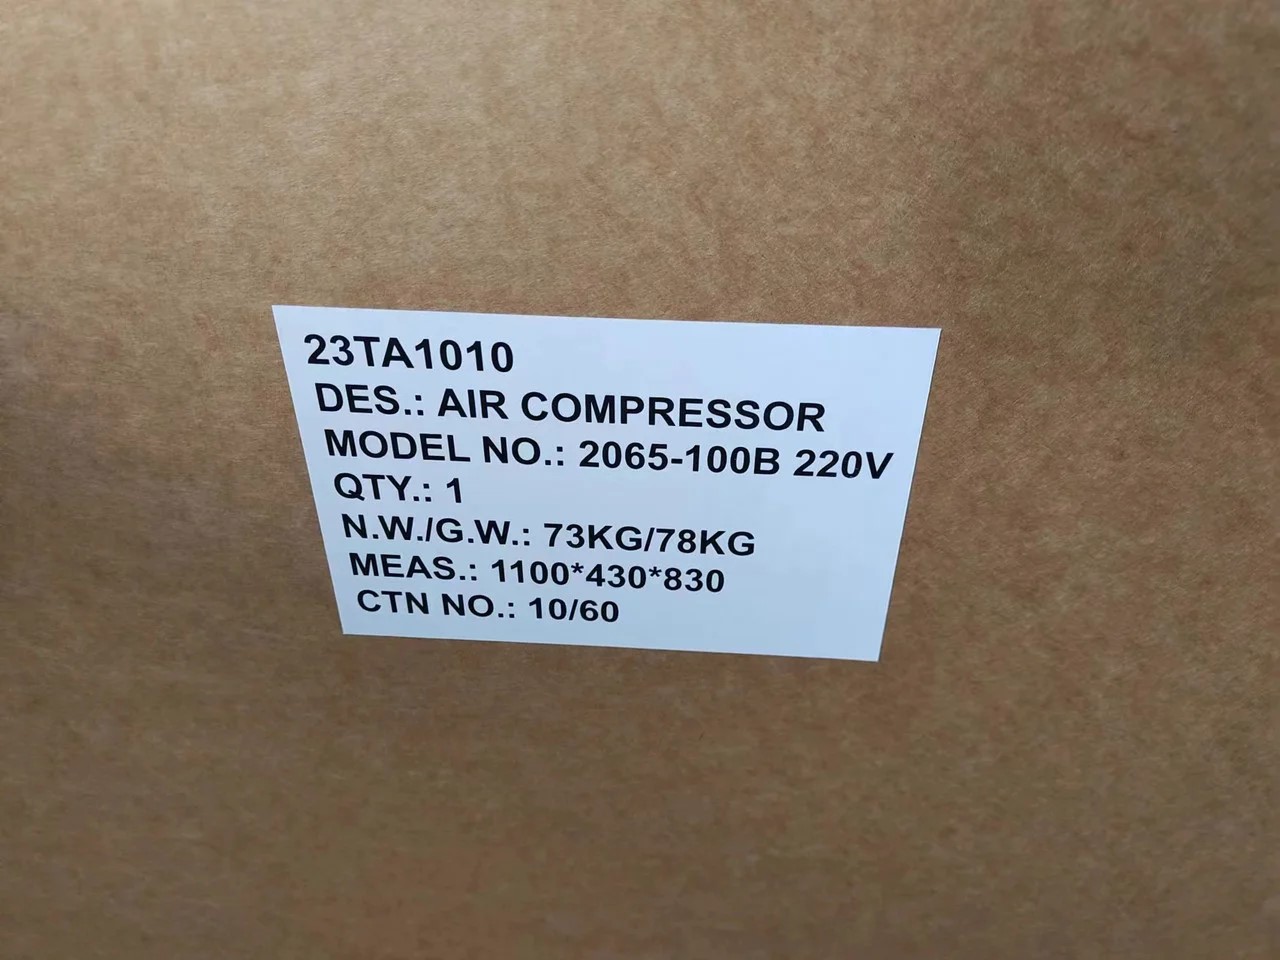 23TA1010
DES.: AIR COMPRESSOR
MODEL NO.: 2065-100B 220V
QTY.: 1
N.W./G.W.: 73KG/78KG
MEAS.: 1100*430*830
CTN NO.: 10/60